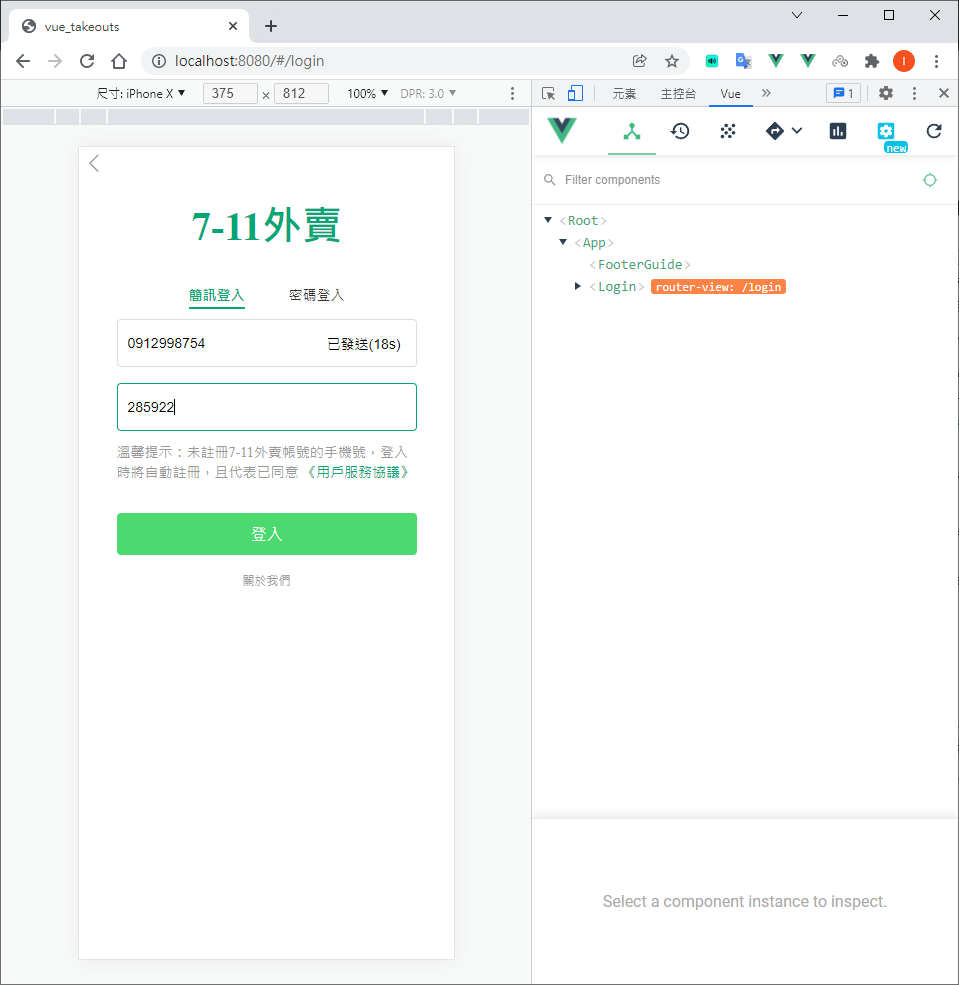 vue_takeouts
localhost:8080/#/login
尺寸: iPhone X
375 × 812
100%
DPR: 3.0
元素
主控台
Vue
1
7-11外賣
簡訊登入 密碼登入
0912998754 已發送(18s)
285922
溫馨提示：未註冊7-11外賣帳號的手機號，登入
時將自動註冊，且代表已同意《用戶服務協議》
登入
關於我們
new
Filter components
<Root>
<App>
<FooterGuide>
<Login> router-view: /login
Select a component instance to inspect.